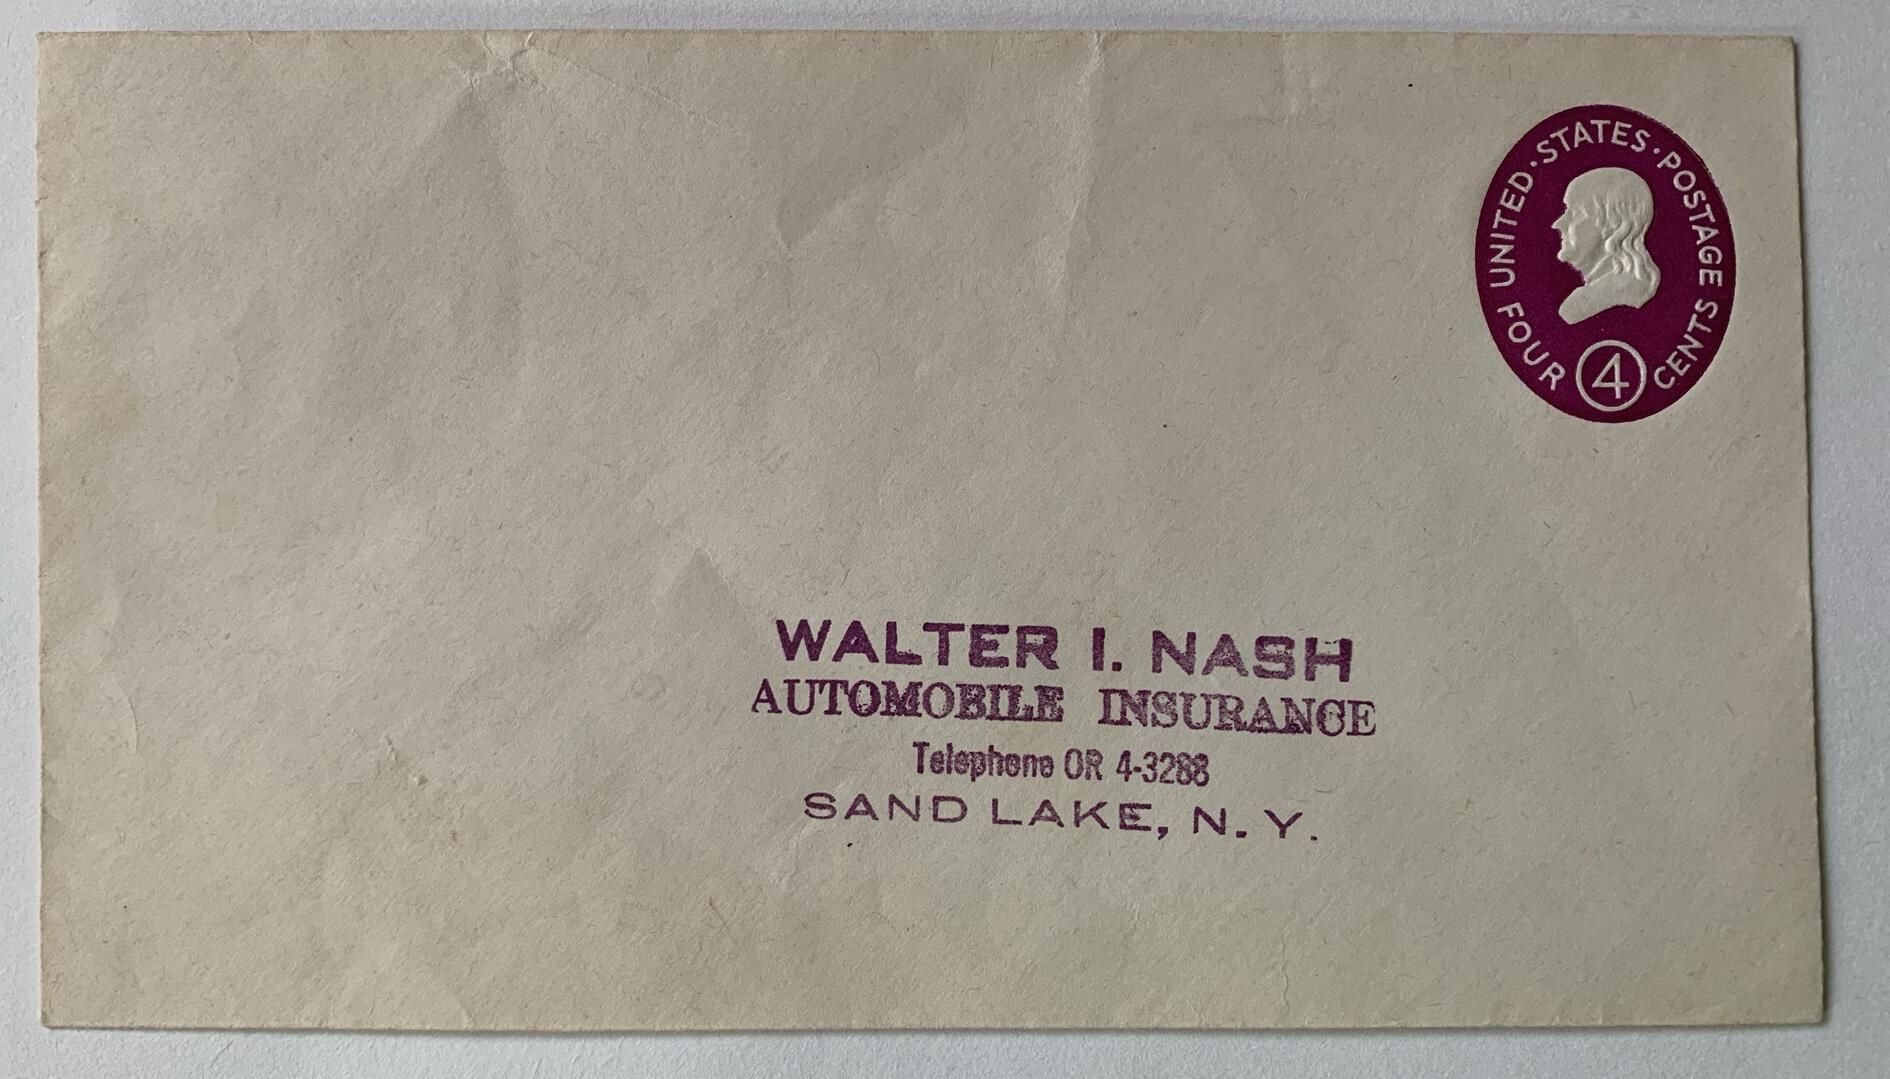 UNITED · STATES · POSTAGE
FOUR 4 CENTS
WALTER I. NASH
AUTOMOBILE INSURANCE
Telephone OR 4-3288
SAND LAKE, N. Y.